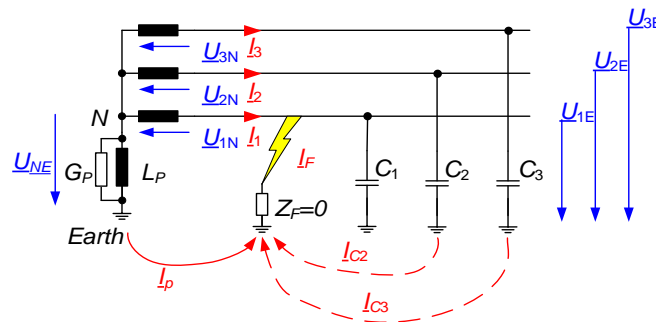 U3E
U3N I3
U2E
U2N I2
N
U1E
U1N I1
UNE
IF
GP LP
C1 C2 C3
ZF=0
Earth
IC2
Ip
IC3